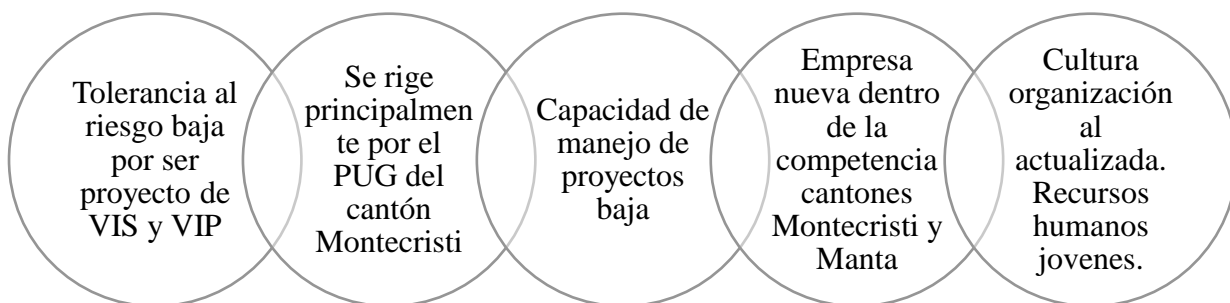 Tolerancia al
riesgo baja
por ser
proyecto de
VIS y VIP
Se rige
principalmen
te por el
PUG del
cantón
Montecristi
Capacidad de
manejo de
proyectos
baja
Empresa
nueva dentro
de la
competencia
cantones
Montecristi y
Manta
Cultura
organización
al
actualizada.
Recursos
humanos
jovenes.